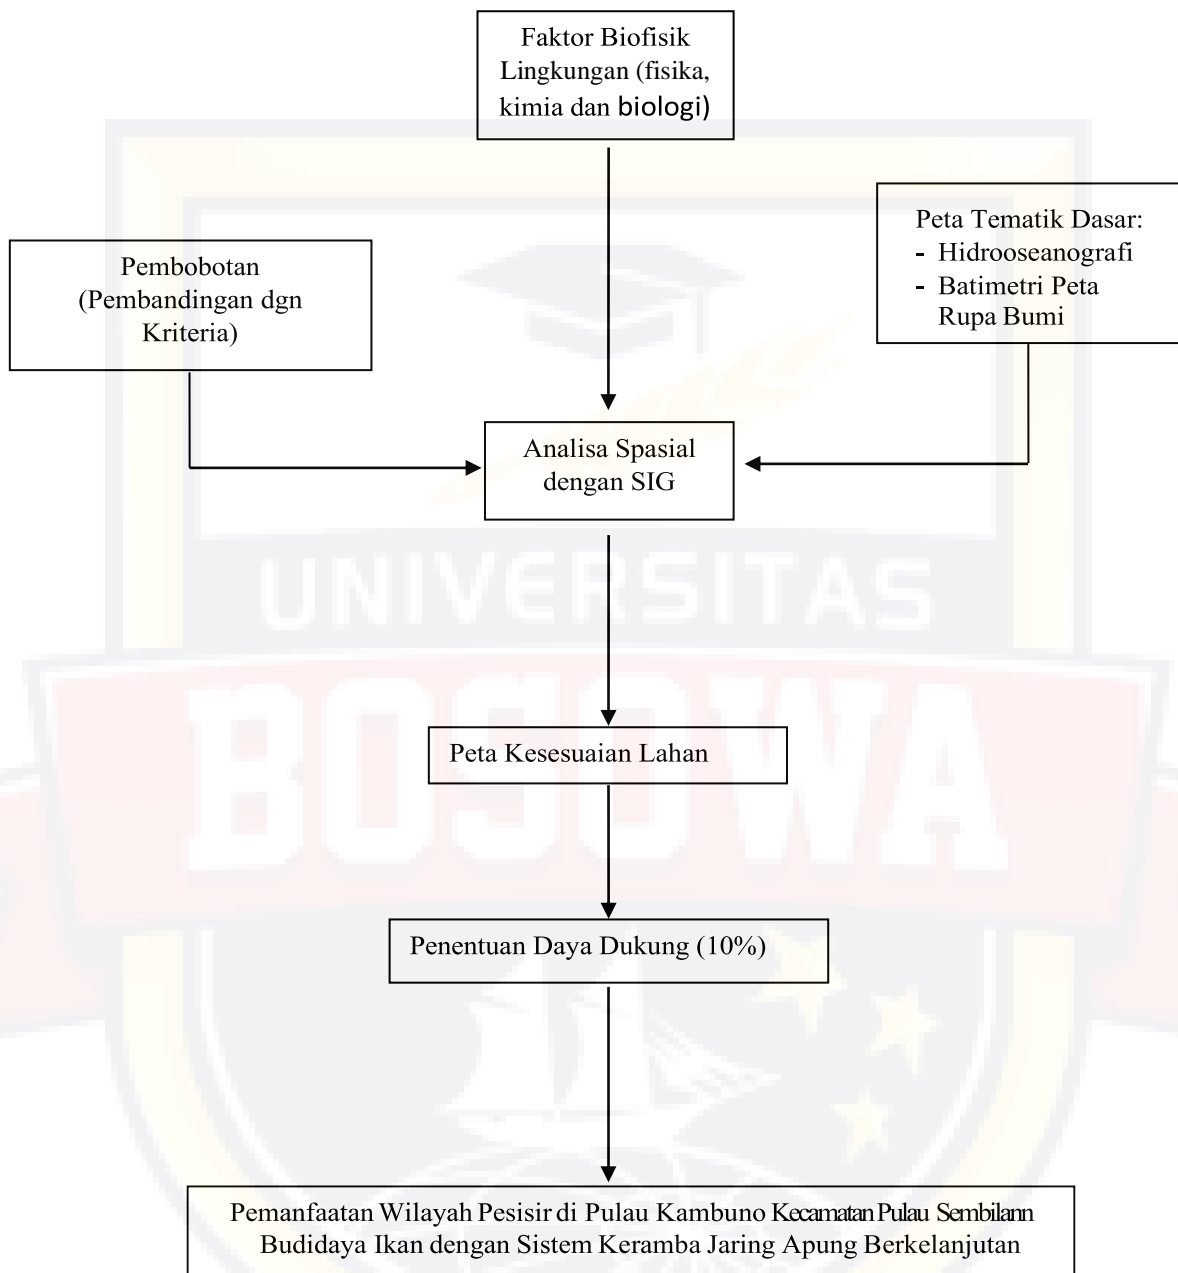 Faktor Biofisik
Lingkungan (fisika,
kimia dan biologi)
Peta Tematik Dasar:
- Hidrooseanografi
- Batimetri Peta
Rupa Bumi
Pembobotan
(Pembandingan dgn
Kriteria)
Analisa Spasial
dengan SIG
UNIVERSITAS
BOSOWA
Peta Kesesuaian Lahan
Penentuan Daya Dukung (10%)
Pemanfaatan Wilayah Pesisir di Pulau Kambuno Kecamatan Pulau Sembilann
Budidaya Ikan dengan Sistem Keramba Jaring Apung Berkelanjutan